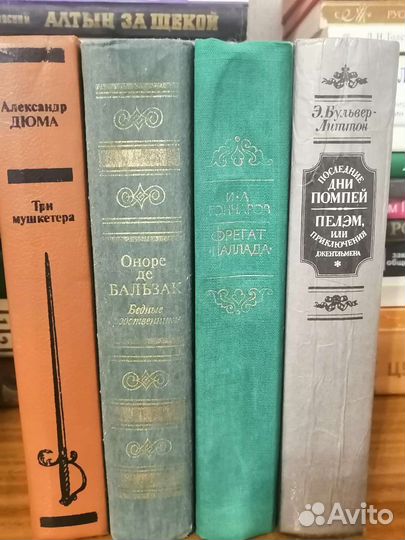 АЛТЫН ЗА ЩЕКОЙ
Александр
ДЮМА
Три
мушкетера
Оноре
де
БАЛЬЗАК
Бедные
родственники
И·А
ГОНЧАРОВ
ФРЕГАТ
"ПАЛЛАДА"
Э.Бульвер-
Литтон
ПОСЛЕДНИЕ
ДНИ
ПОМПЕЙ
ПЕЛЭМ,
ИЛИ
ПРИКЛЮЧЕНИЯ
ДЖЕНТЛЬМЕНА
*
Avito